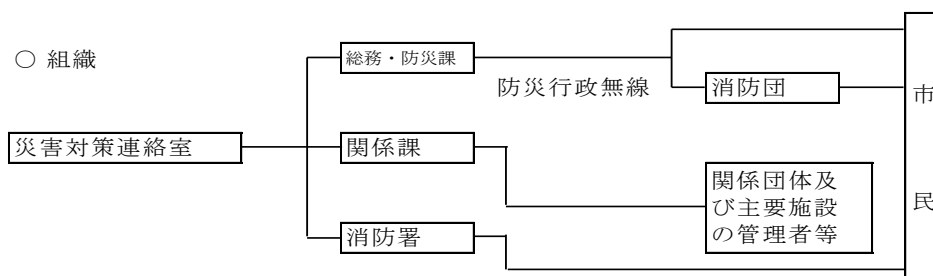 ○ 組織
総務・防災課
防災行政無線
消防団
市民
災害対策連絡室
関係課
関係団体及
び主要施設
の管理者等
消防署